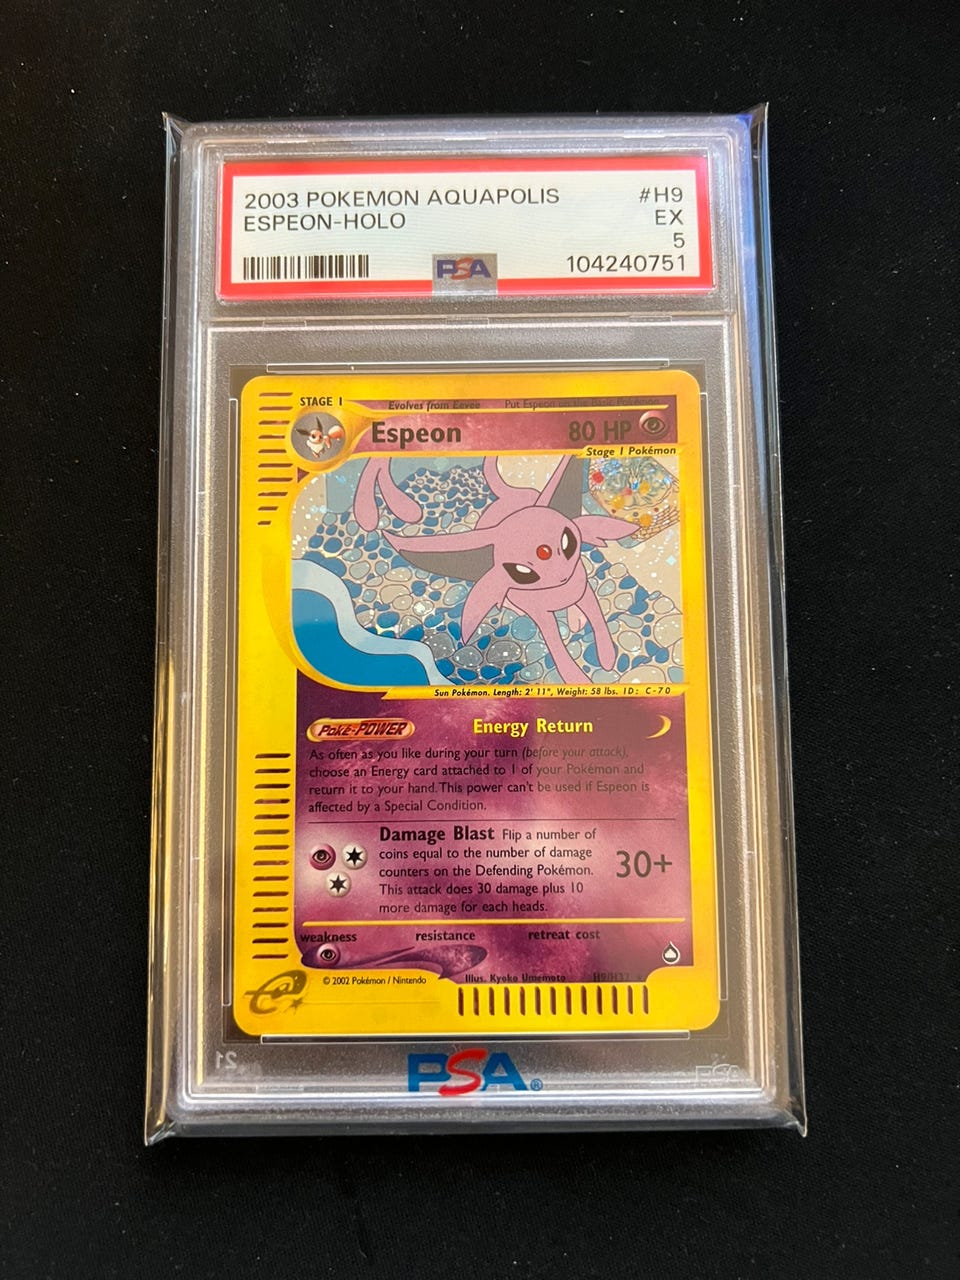 2003 POKEMON AQUAPOLIS #H9
ESPEON-HOLO EX
5
PSA 104240751
STAGE 1 Evolves from Eevee Put Espeon on the Basic Pokémon
Espeon 80 HP
Stage 1 Pokémon
Sun Pokémon. Length: 2' 11", Weight: 58 lbs. ID: C-70
Poké-POWER Energy Return
As often as you like during your turn (before your attack),
choose an Energy card attached to 1 of your Pokémon and
return it to your hand. This power can't be used if Espeon is
affected by a Special Condition.
Damage Blast Flip a number of
coins equal to the number of damage
counters on the Defending Pokémon. 30+
This attack does 30 damage plus 10
more damage for each heads.
weakness resistance retreat cost
© 2002 Pokémon / Nintendo Illus. Kyoko Umemoto H9/H32
e
PSA®